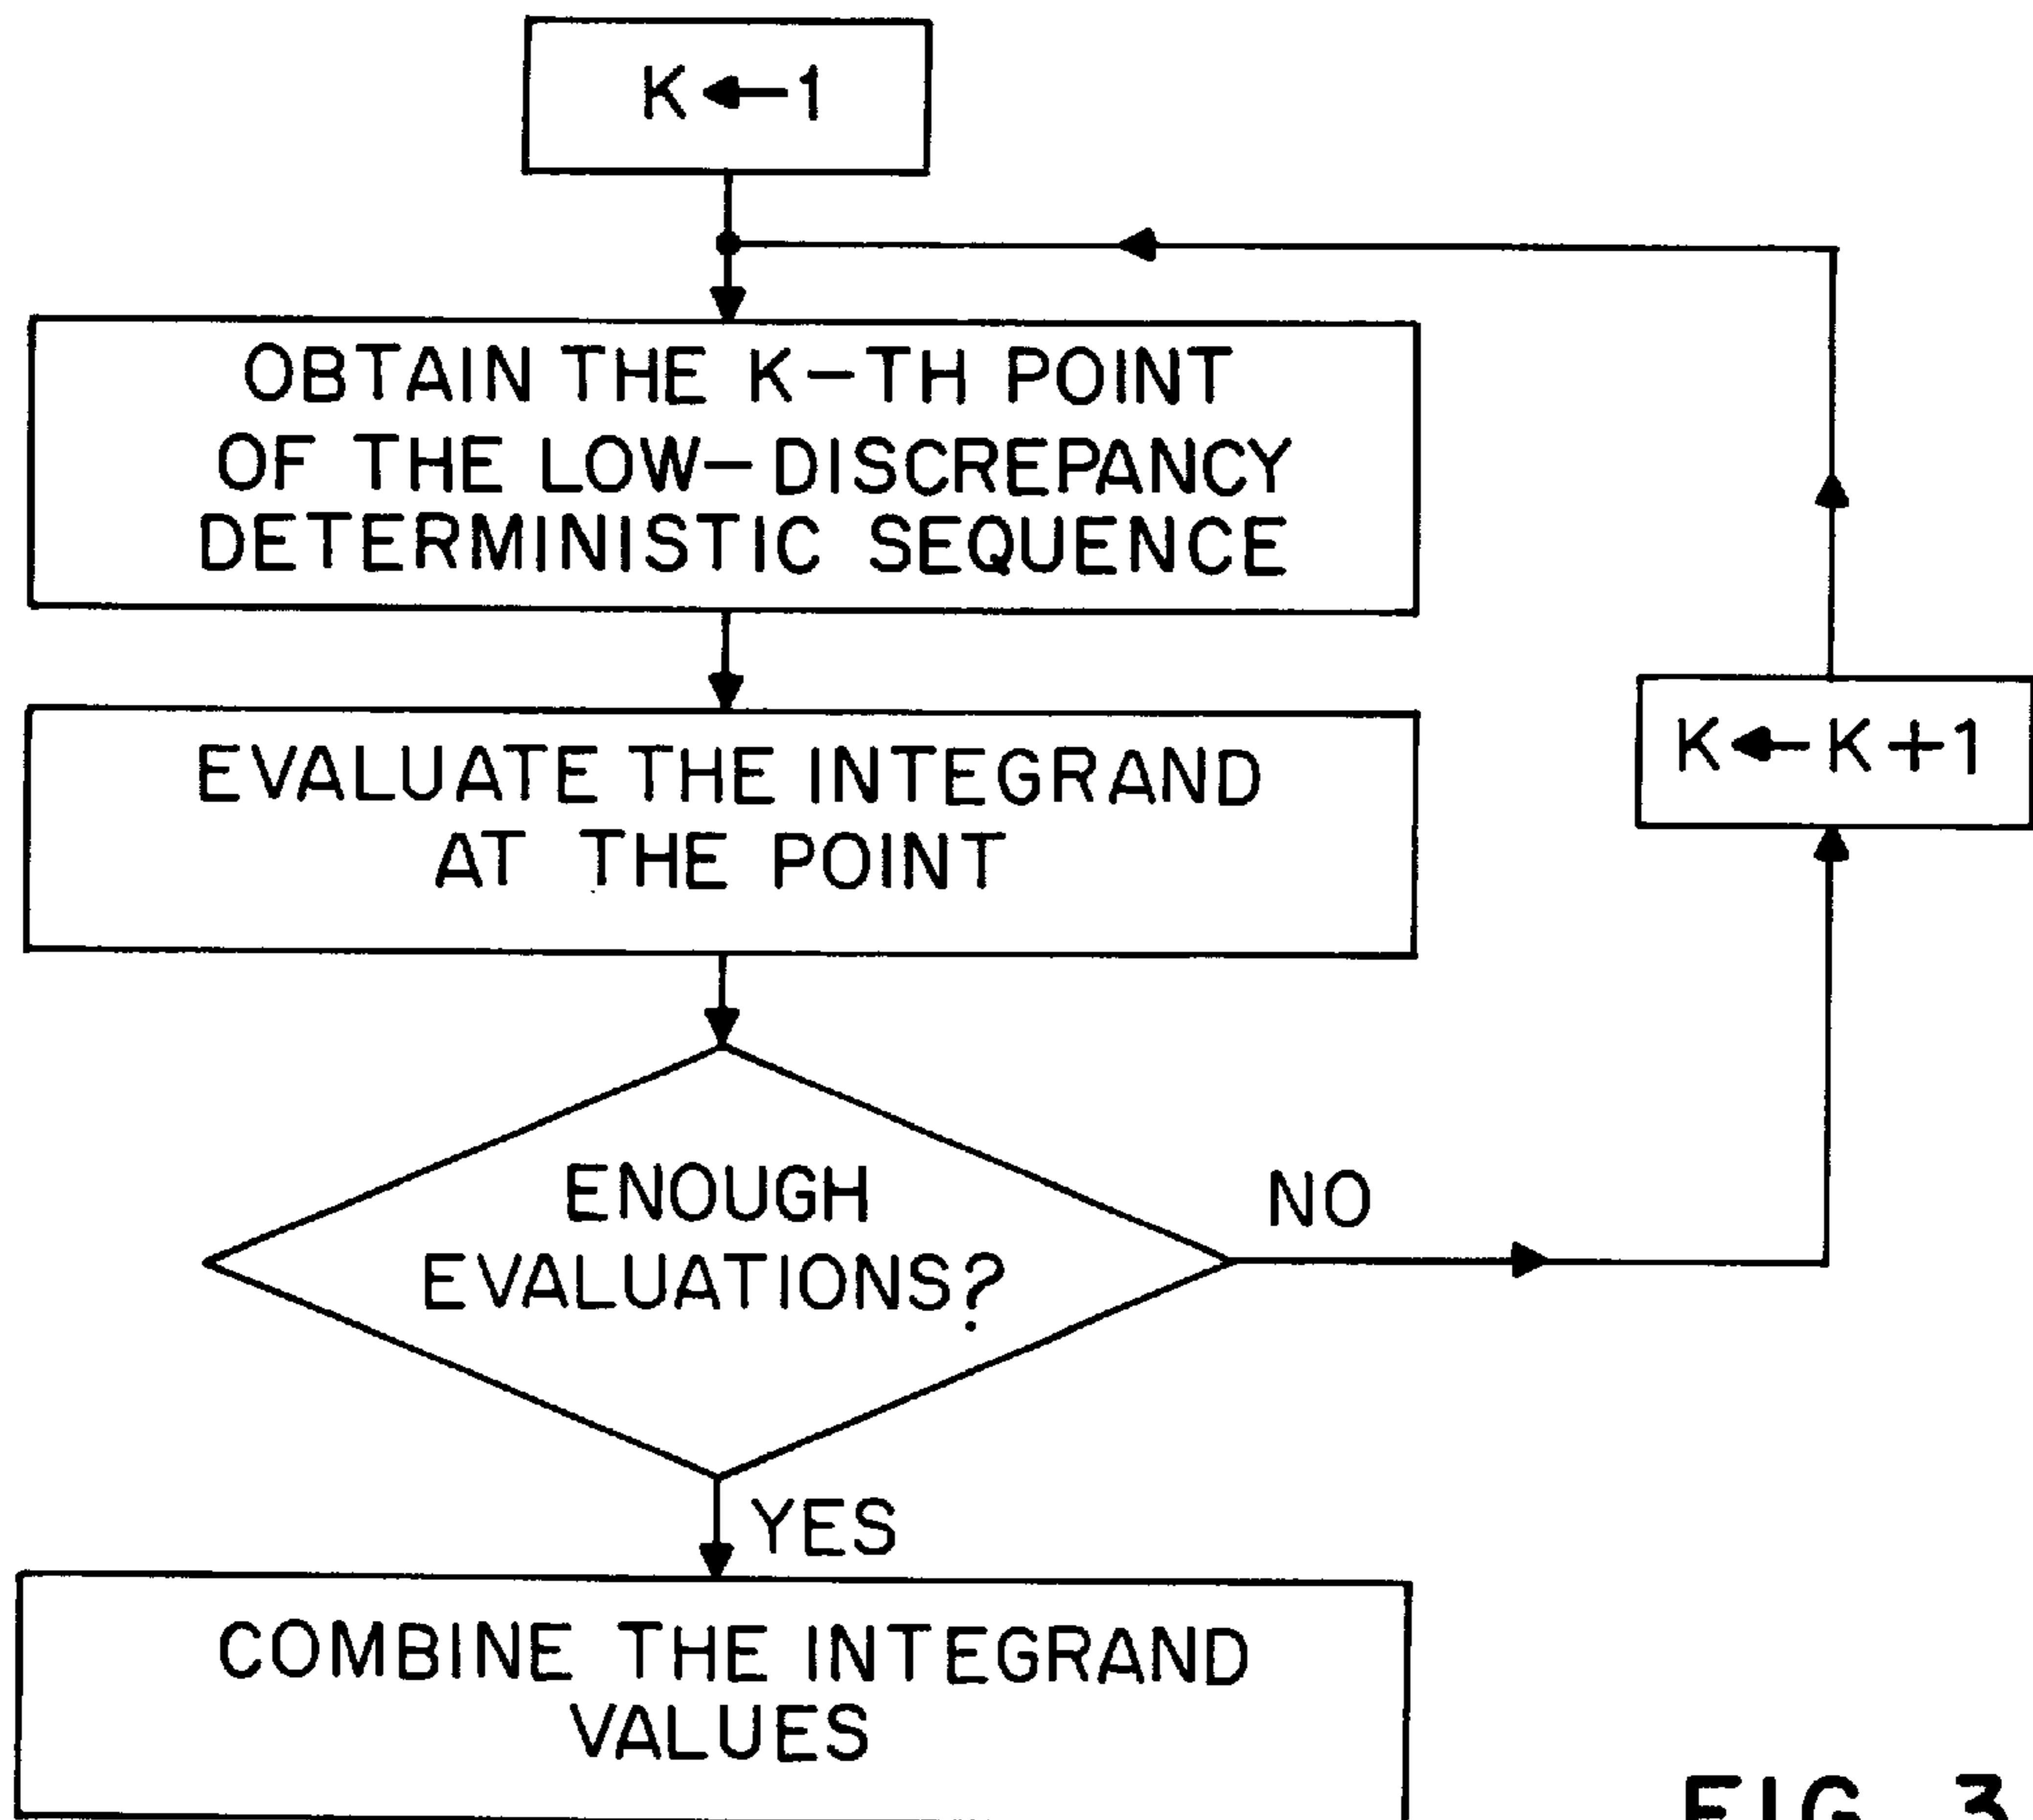 K←1
OBTAIN THE K-TH POINT
OF THE LOW-DISCREPANCY
DETERMINISTIC SEQUENCE
EVALUATE THE INTEGRAND
AT THE POINT
K←K+1
ENOUGH
EVALUATIONS?
NO
YES
COMBINE THE INTEGRAND
VALUES
FIG. 3